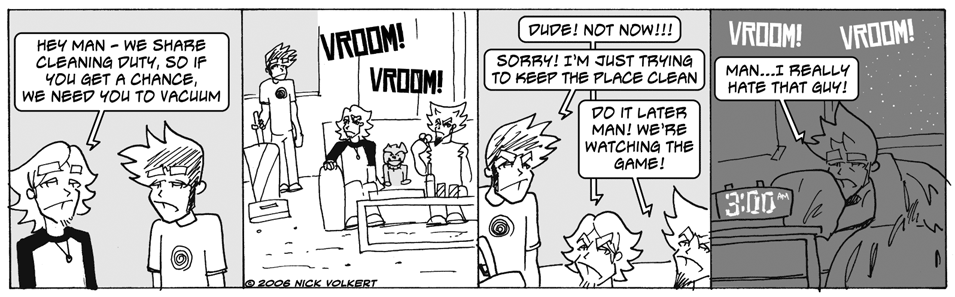 HEY MAN - WE SHARE
CLEANING DUTY, SO IF
YOU GET A CHANCE,
WE NEED YOU TO VACUUM
VROOM!
VROOM!
© 2006 NICK VOLKERT
DUDE! NOT NOW!!!
SORRY! I'M JUST TRYING
TO KEEP THE PLACE CLEAN
DO IT LATER
MAN! WE'RE
WATCHING THE
GAME!
VROOM! VROOM!
MAN...I REALLY
HATE THAT GUY!
3:00 AM